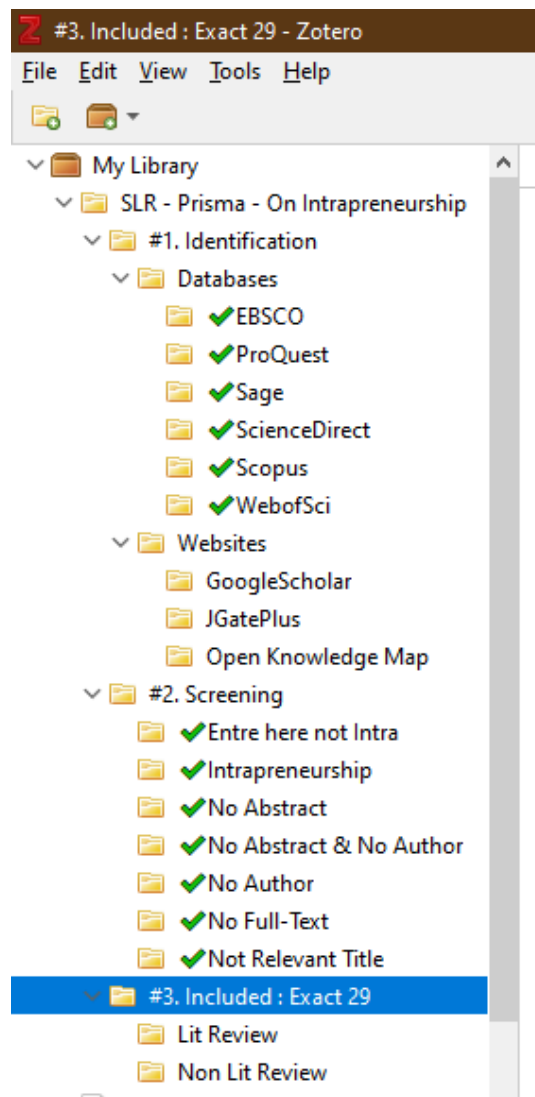 #3. Included : Exact 29 - Zotero
File Edit View Tools Help
My Library
SLR - Prisma - On Intrapreneurship
#1. Identification
Databases
✔EBSCO
✔ProQuest
✔Sage
✔ScienceDirect
✔Scopus
✔WebofSci
Websites
GoogleScholar
JGatePlus
Open Knowledge Map
#2. Screening
✔Entre here not Intra
✔Intrapreneurship
✔No Abstract
✔No Abstract & No Author
✔No Author
✔No Full-Text
✔Not Relevant Title
#3. Included : Exact 29
Lit Review
Non Lit Review